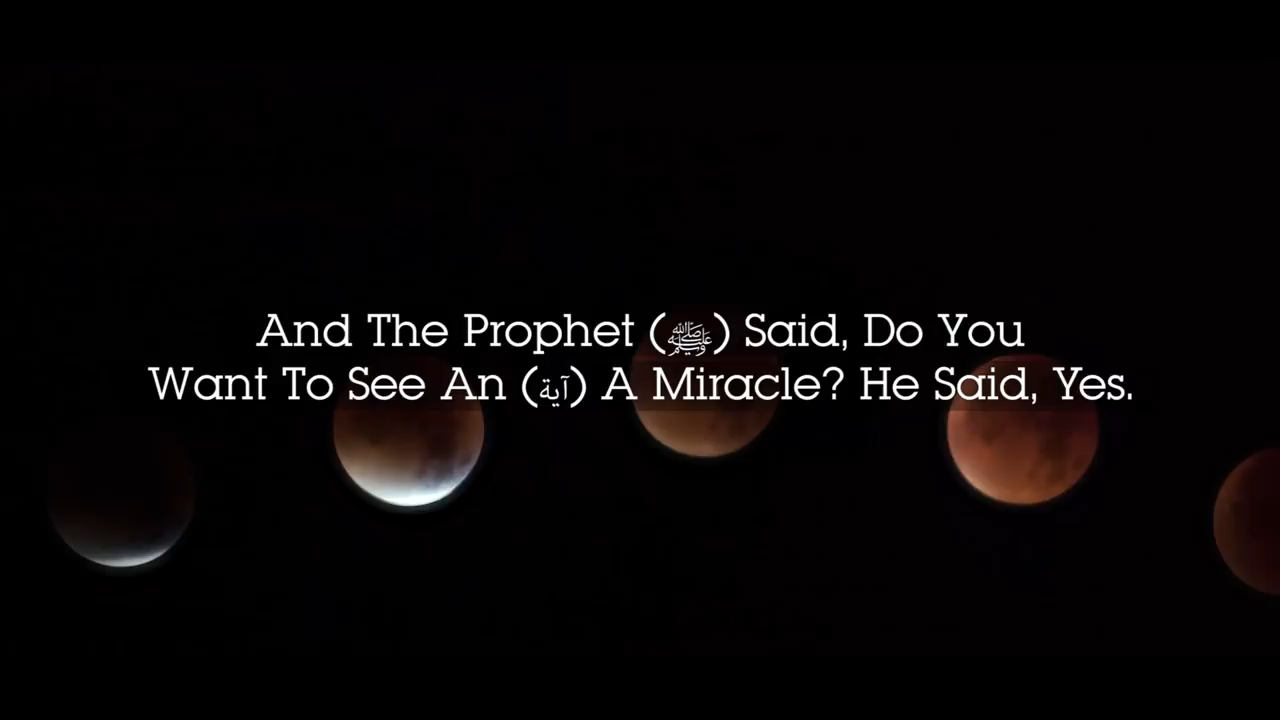 And The Prophet (ﷺ) Said, Do You
Want To See An (آية) A Miracle? He Said, Yes.